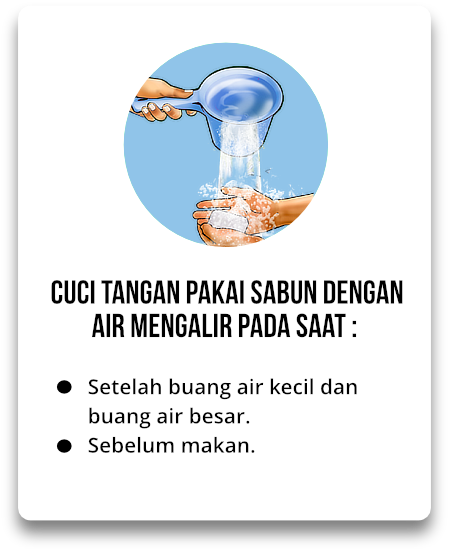 CUCI TANGAN PAKAI SABUN DENGAN
AIR MENGALIR PADA SAAT :
● Setelah buang air kecil dan
buang air besar.
● Sebelum makan.